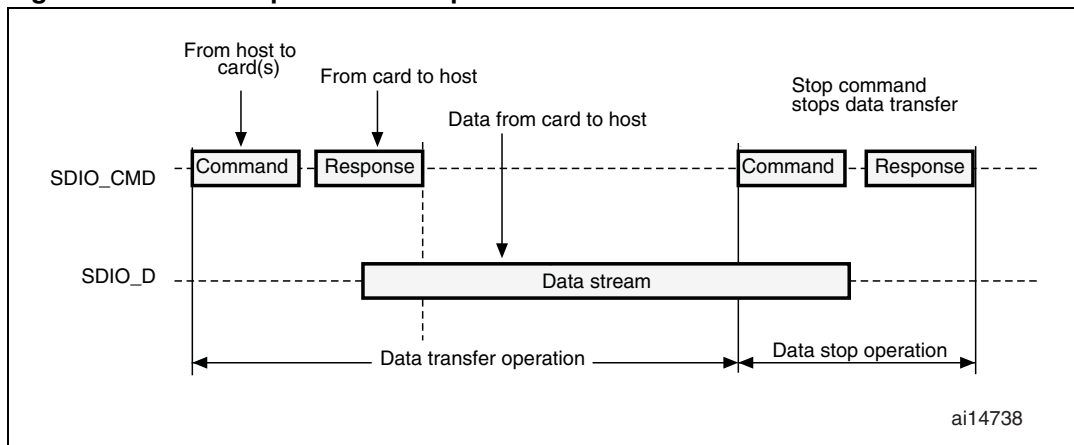 From host to
card(s)
From card to host
Data from card to host
Stop command
stops data transfer
SDIO_CMD
Command
Response
Command
Response
SDIO_D
Data stream
Data transfer operation
Data stop operation
ai14738